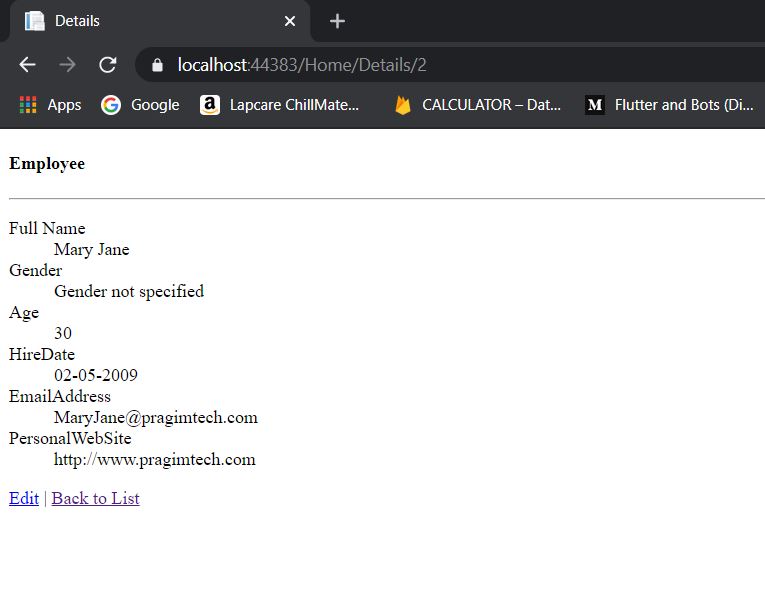 Details
localhost:44383/Home/Details/2
Apps Google Lapcare ChillMate... CALCULATOR – Dat... Flutter and Bots (Di...
Employee
Full Name
Mary Jane
Gender
Gender not specified
Age
30
HireDate
02-05-2009
EmailAddress
MaryJane@pragimtech.com
PersonalWebSite
http://www.pragimtech.com
Edit | Back to List